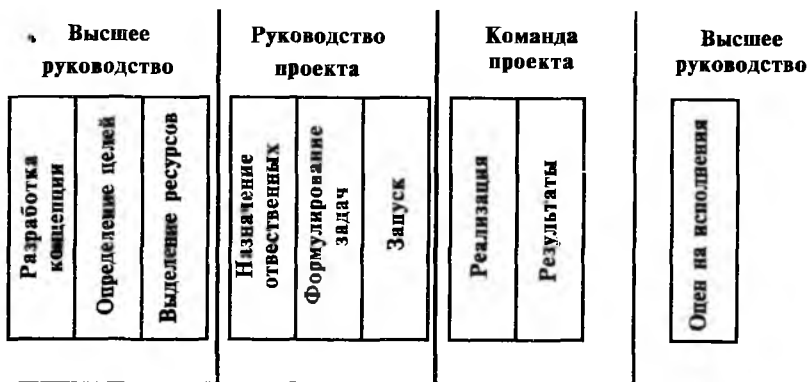 Высшее
руководство
Руководство
проекта
Команда
проекта
Высшее
руководство
Разработка
концепции
Определение целей
Выделение ресурсов
Назначение
отвественных
Формулирование
задач
Запуск
Реализация
Результаты
Оцен на исполнения